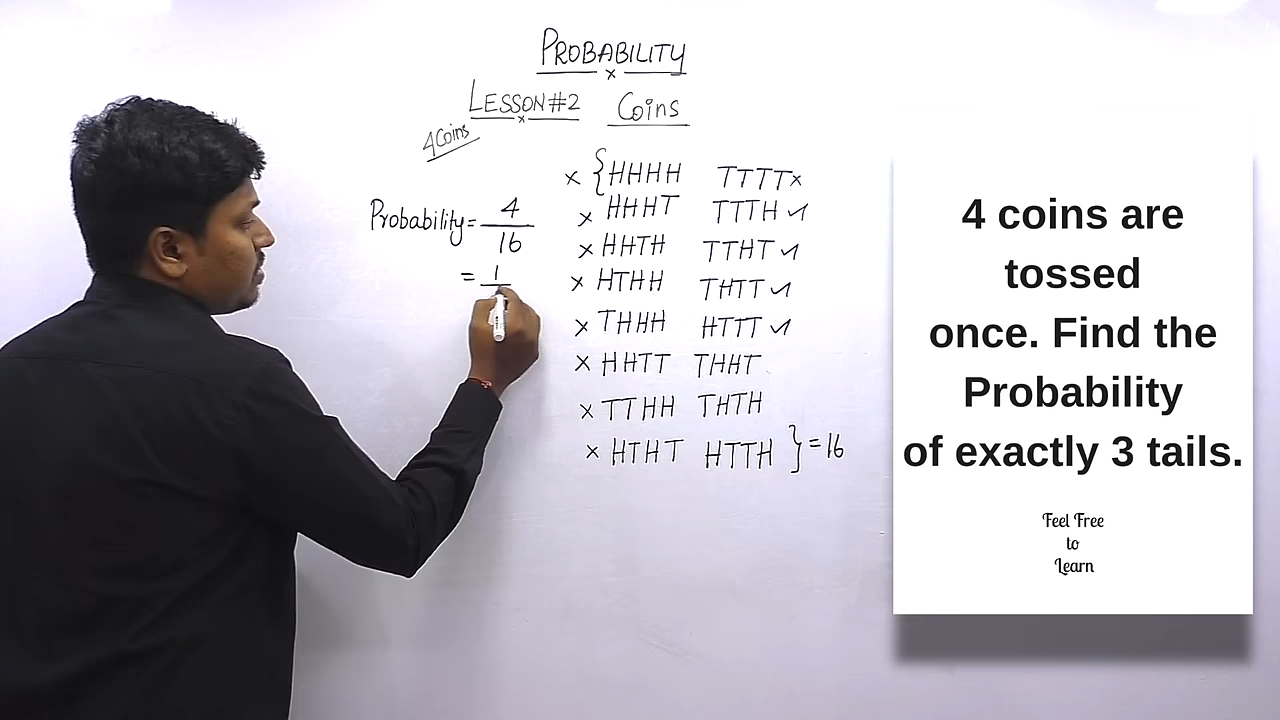 PROBABILITY
×
LESSON#2 Coins
×
4Coins
× {HHHH TTTT×
× HHHT TTTH ✓
× HHTH TTHT ✓
× HTHH THTT ✓
× THHH HTTT ✓
× HHTT THHT
× TTHH THTH
× HTHT HTTH } = 16
Probability = 4
16
= 1
4 coins are
tossed
once. Find the
Probability
of exactly 3 tails.
Feel Free
to
Learn